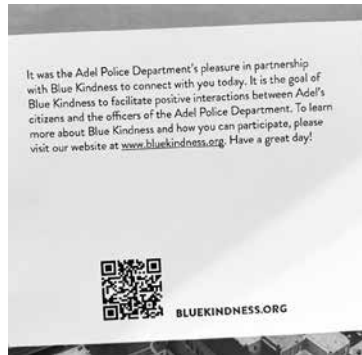 It was the Adel Police Department's pleasure in partnership
with Blue Kindness to connect with you today. It is the goal of
Blue Kindness to facilitate positive interactions between Adel's
citizens and the officers of the Adel Police Department. To learn
more about Blue Kindness and how you can participate, please
visit our website at www.bluekindness.org. Have a great day!
BLUEKINDNESS.ORG